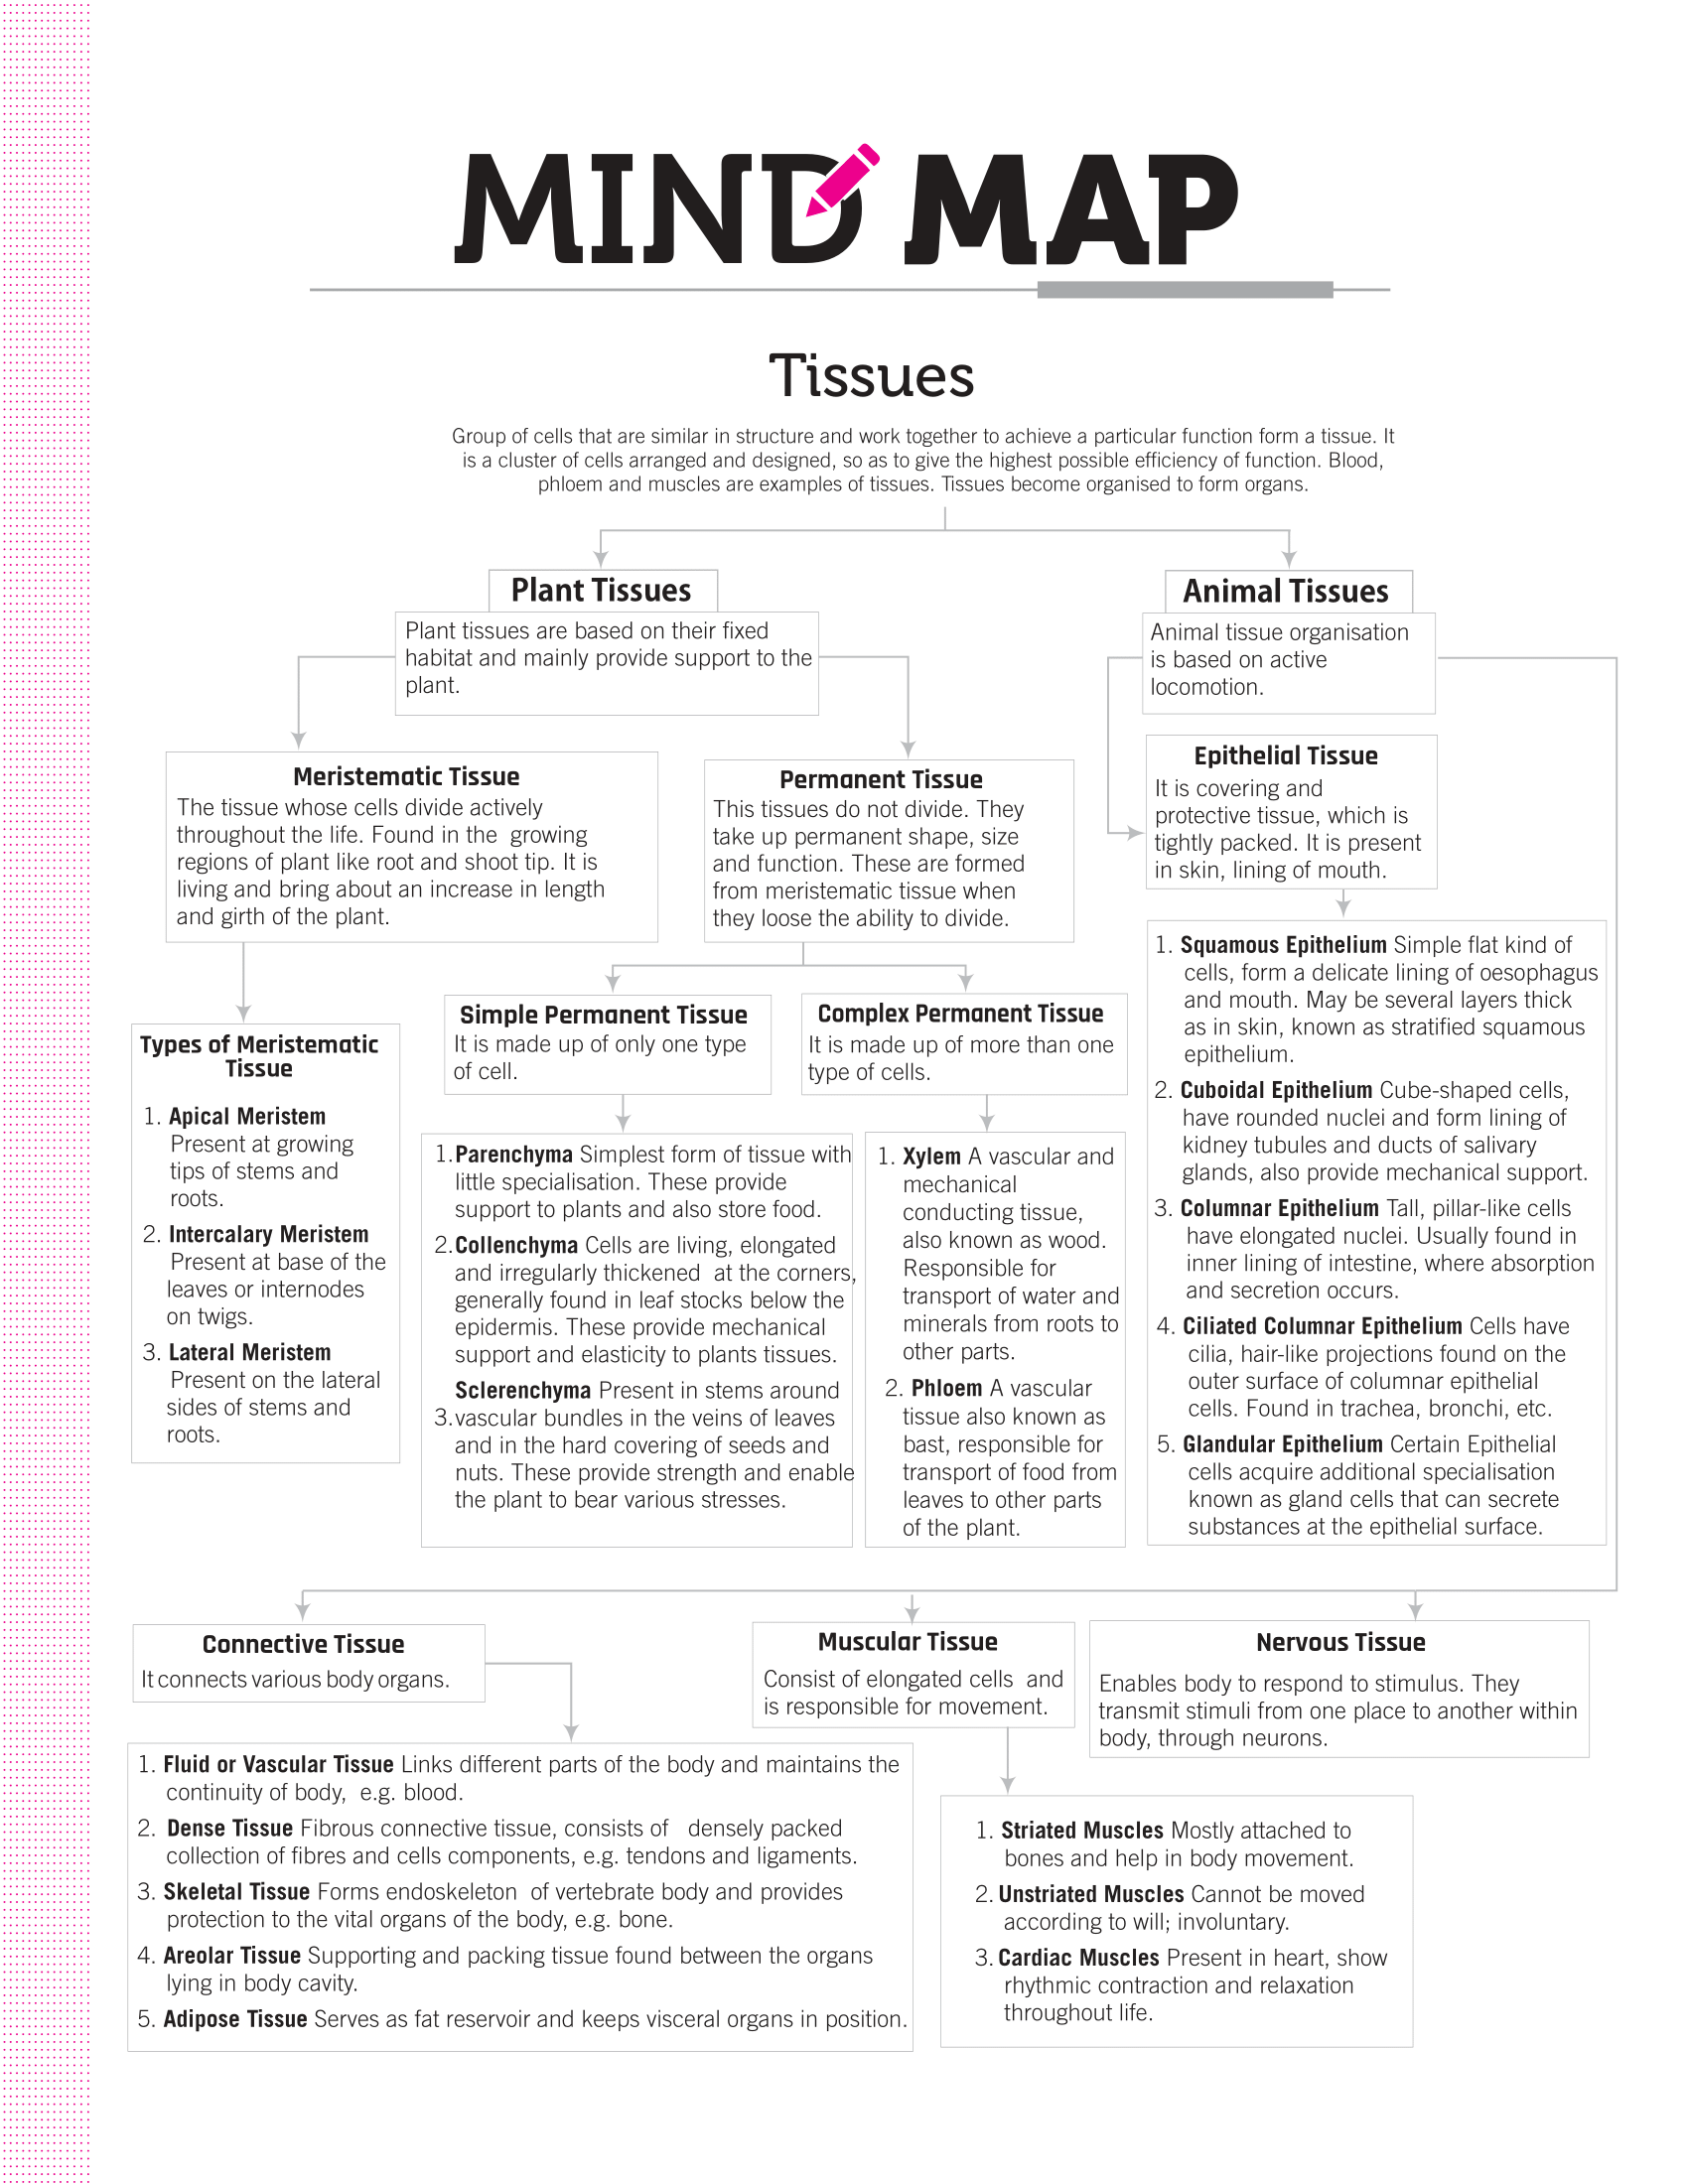 MIND MAP
Tissues
Group of cells that are similar in structure and work together to achieve a particular function form a tissue. It
is a cluster of cells arranged and designed, so as to give the highest possible efficiency of function. Blood,
phloem and muscles are examples of tissues. Tissues become organised to form organs.
Plant Tissues
Plant tissues are based on their fixed
habitat and mainly provide support to the
plant.
Animal Tissues
Animal tissue organisation
is based on active
locomotion.
Meristematic Tissue
The tissue whose cells divide actively
throughout the life. Found in the growing
regions of plant like root and shoot tip. It is
living and bring about an increase in length
and girth of the plant.
Permanent Tissue
This tissues do not divide. They
take up permanent shape, size
and function. These are formed
from meristematic tissue when
they loose the ability to divide.
Epithelial Tissue
It is covering and
protective tissue, which is
tightly packed. It is present
in skin, lining of mouth.
Types of Meristematic
Tissue
1. Apical Meristem
Present at growing
tips of stems and
roots.
2. Intercalary Meristem
Present at base of the
leaves or internodes
on twigs.
3. Lateral Meristem
Present on the lateral
sides of stems and
roots.
Simple Permanent Tissue
It is made up of only one type
of cell.
1. Parenchyma Simplest form of tissue with
little specialisation. These provide
support to plants and also store food.
2. Collenchyma Cells are living, elongated
and irregularly thickened at the corners,
generally found in leaf stocks below the
epidermis. These provide mechanical
support and elasticity to plants tissues.
Sclerenchyma Present in stems around
3. vascular bundles in the veins of leaves
and in the hard covering of seeds and
nuts. These provide strength and enable
the plant to bear various stresses.
Complex Permanent Tissue
It is made up of more than one
type of cells.
1. Xylem A vascular and
mechanical
conducting tissue,
also known as wood.
Responsible for
transport of water and
minerals from roots to
other parts.
2. Phloem A vascular
tissue also known as
bast, responsible for
transport of food from
leaves to other parts
of the plant.
1. Squamous Epithelium Simple flat kind of
cells, form a delicate lining of oesophagus
and mouth. May be several layers thick
as in skin, known as stratified squamous
epithelium.
2. Cuboidal Epithelium Cube-shaped cells,
have rounded nuclei and form lining of
kidney tubules and ducts of salivary
glands, also provide mechanical support.
3. Columnar Epithelium Tall, pillar-like cells
have elongated nuclei. Usually found in
inner lining of intestine, where absorption
and secretion occurs.
4. Ciliated Columnar Epithelium Cells have
cilia, hair-like projections found on the
outer surface of columnar epithelial
cells. Found in trachea, bronchi, etc.
5. Glandular Epithelium Certain Epithelial
cells acquire additional specialisation
known as gland cells that can secrete
substances at the epithelial surface.
Connective Tissue
It connects various body organs.
Muscular Tissue
Consist of elongated cells and
is responsible for movement.
Nervous Tissue
Enables body to respond to stimulus. They
transmit stimuli from one place to another within
body, through neurons.
1. Fluid or Vascular Tissue Links different parts of the body and maintains the
continuity of body, e.g. blood.
2. Dense Tissue Fibrous connective tissue, consists of densely packed
collection of fibres and cells components, e.g. tendons and ligaments.
3. Skeletal Tissue Forms endoskeleton of vertebrate body and provides
protection to the vital organs of the body, e.g. bone.
4. Areolar Tissue Supporting and packing tissue found between the organs
lying in body cavity.
5. Adipose Tissue Serves as fat reservoir and keeps visceral organs in position.
1. Striated Muscles Mostly attached to
bones and help in body movement.
2. Unstriated Muscles Cannot be moved
according to will; involuntary.
3. Cardiac Muscles Present in heart, show
rhythmic contraction and relaxation
throughout life.